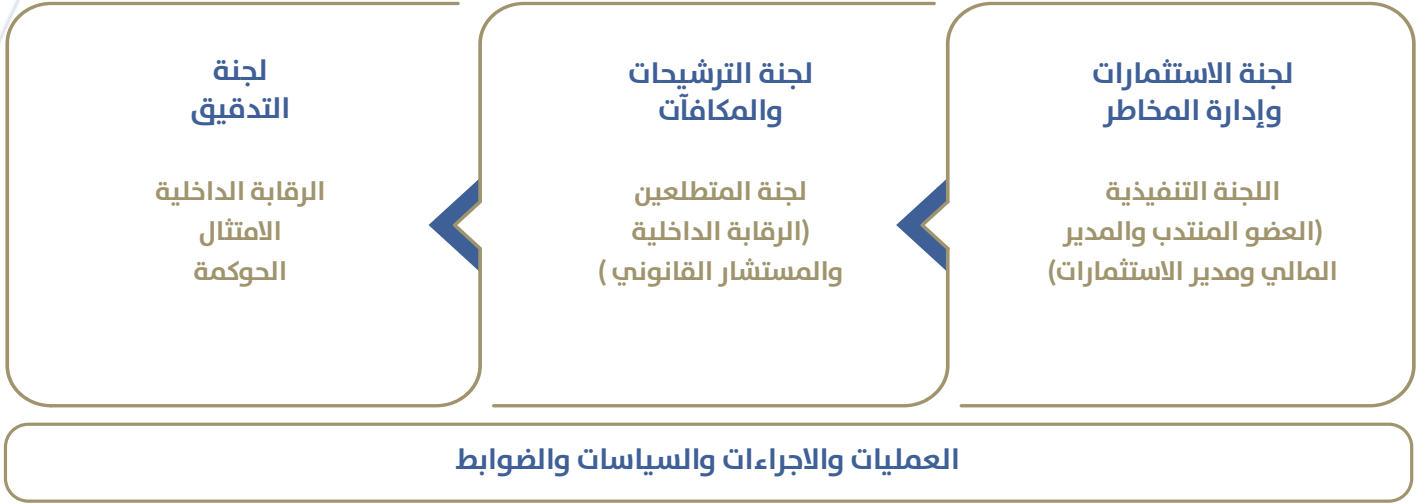 لجنة الاستثمارات
وإدارة المخاطر
اللجنة التنفيذية
(العضو المنتدب والمدير
المالي ومدير الاستثمارات)
لجنة الترشيحات
والمكافآت
لجنة المتطلعين
(الرقابة الداخلية
والمستشار القانوني )
لجنة
التدقيق
الرقابة الداخلية
الامتثال
الحوكمة
العمليات والاجراءات والسياسات والضوابط